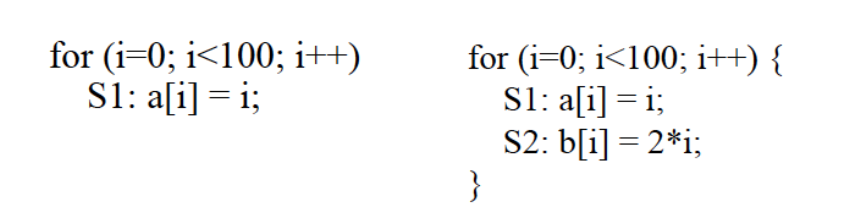 for (i=0; i<100; i++)
S1: a[i] = i;
for (i=0; i<100; i++) {
S1: a[i] = i;
S2: b[i] = 2*i;
}